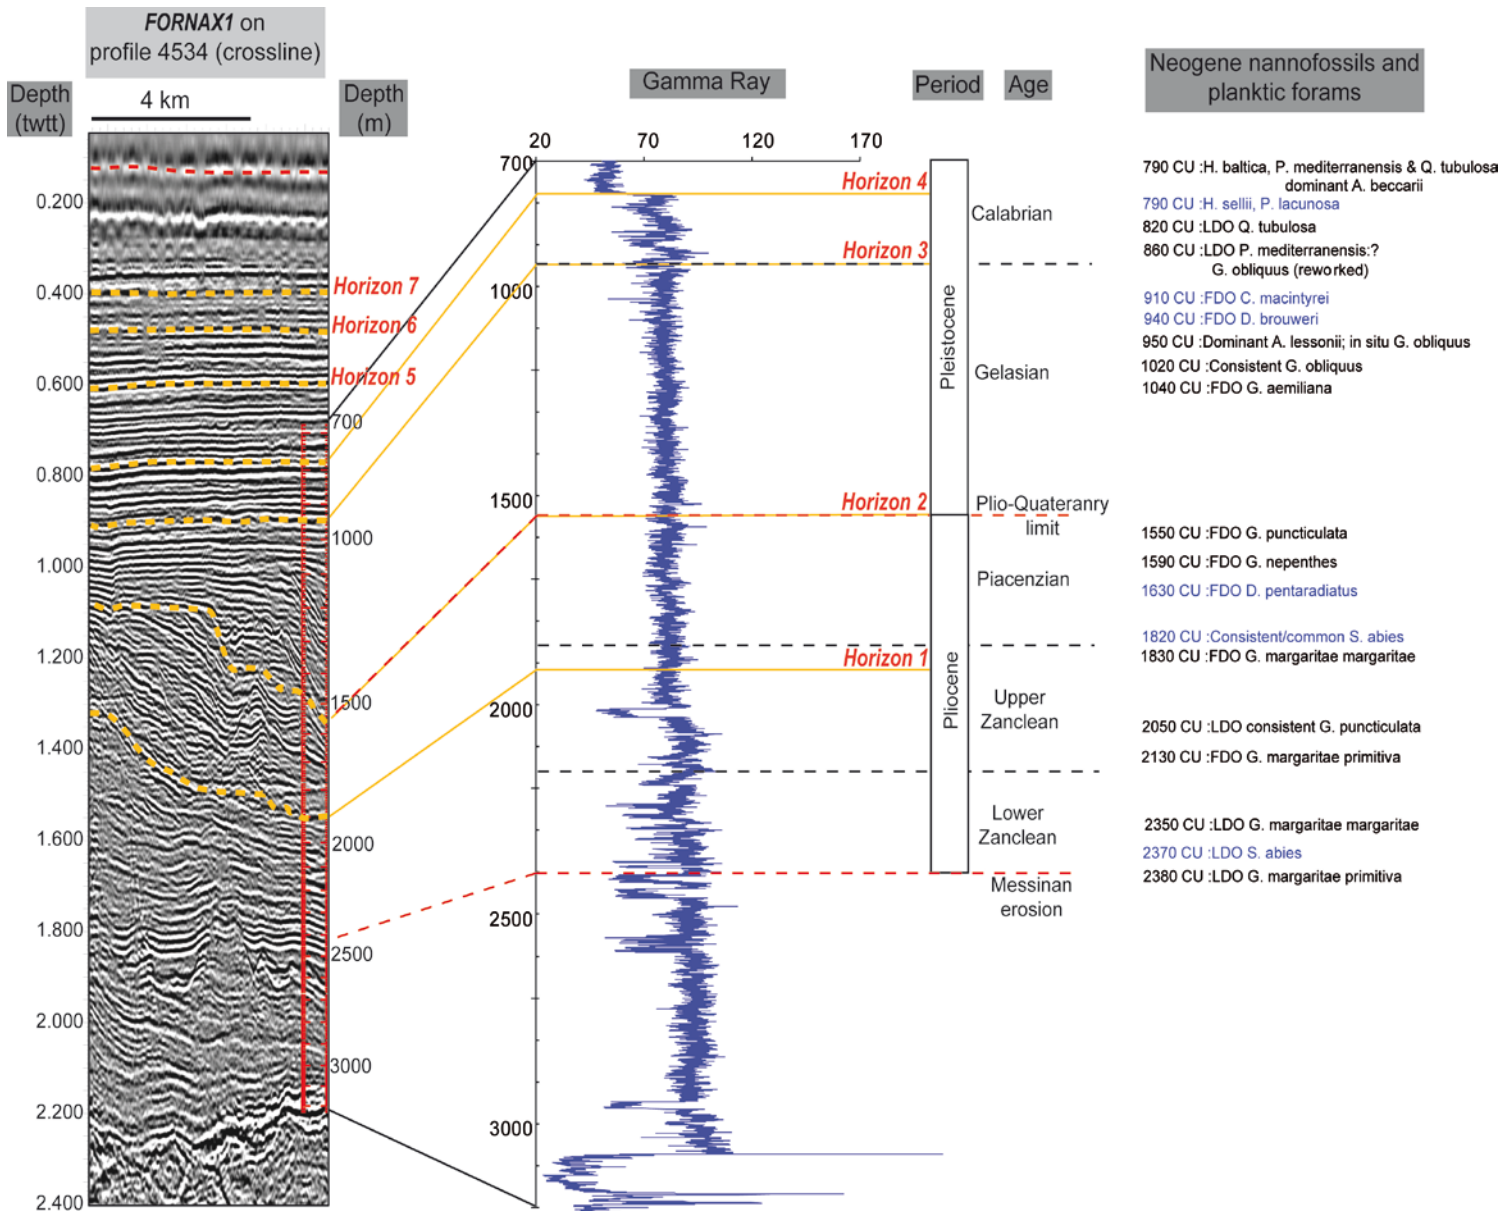 FORNAX1 on
profile 4534 (crossline)
Depth
(twtt)
4 km
Depth
(m)
0.200
0.400
0.600
0.800
1.000
1.200
1.400
1.600
1.800
2.000
2.200
2.400
Horizon 7
Horizon 6
Horizon 5
700
1000
1500
2000
2500
3000
Gamma Ray
20
70
120
170
700
1000
1500
2000
2500
3000
Horizon 4
Horizon 3
Horizon 2
Horizon 1
Period
Pleistocene
Pliocene
Age
Calabrian
Gelasian
Plio-Quateranry
limit
Piacenzian
Upper
Zanclean
Lower
Zanclean
Messinan
erosion
Neogene nannofossils and
planktic forams
790 CU :H. baltica, P. mediterranensis & Q. tubulosa
dominant A. beccarii
790 CU :H. sellii, P. lacunosa
820 CU :LDO Q. tubulosa
860 CU :LDO P. mediterranensis:?
G. obliquus (reworked)
910 CU :FDO C. macintyrei
940 CU :FDO D. brouweri
950 CU :Dominant A. lessonii; in situ G. obliquus
1020 CU :Consistent G. obliquus
1040 CU :FDO G. aemiliana
1550 CU :FDO G. puncticulata
1590 CU :FDO G. nepenthes
1630 CU :FDO D. pentaradiatus
1820 CU :Consistent/common S. abies
1830 CU :FDO G. margaritae margaritae
2050 CU :LDO consistent G. puncticulata
2130 CU :FDO G. margaritae primitiva
2350 CU :LDO G. margaritae margaritae
2370 CU :LDO S. abies
2380 CU :LDO G. margaritae primitiva